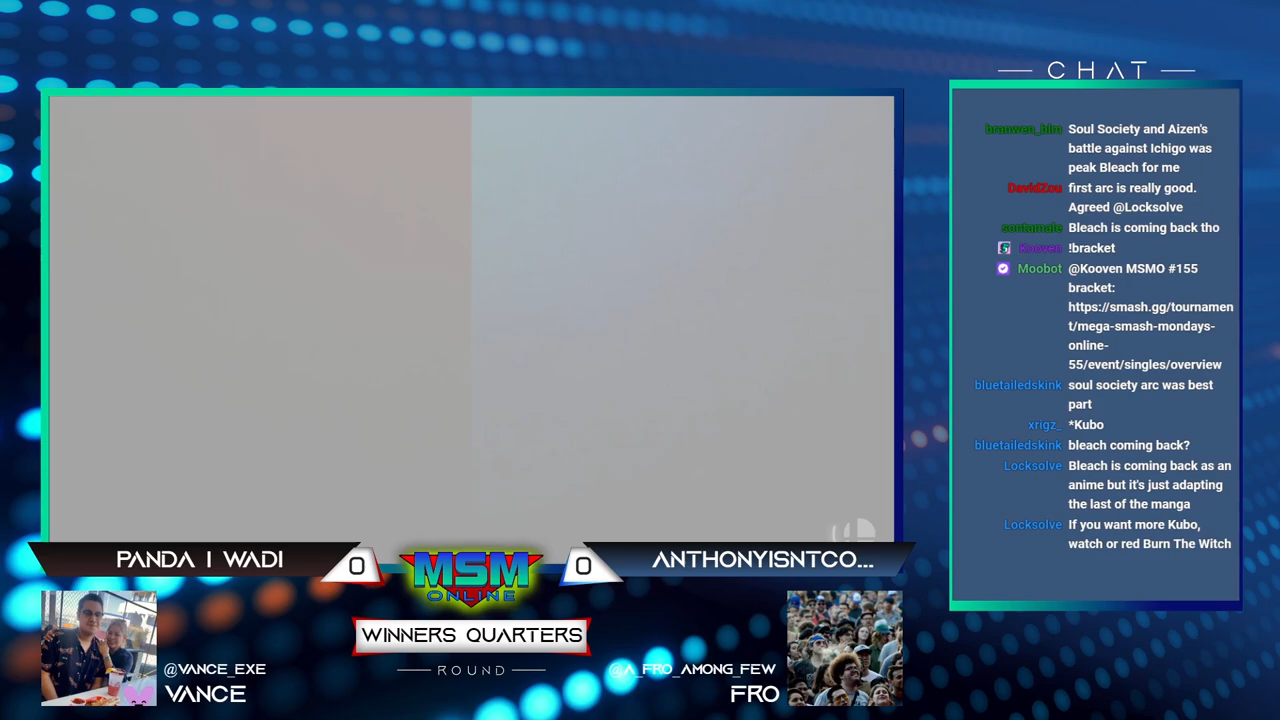 CHAT
branwen_blm Soul Society and Aizen's
battle against Ichigo was
peak Bleach for me
DavidZou first arc is really good.
Agreed @Locksolve
Bleach is coming back tho
Kooven !bracket
Moobot @Kooven MSMO #155
bracket:
https://smash.gg/tournamen
t/mega-smash-mondays-
online-
55/event/singles/overview
bluetailedskink soul society arc was best
part
xrigz_ *Kubo
bluetailedskink bleach coming back?
Locksolve Bleach is coming back as an
anime but it's just adapting
the last of the manga
Locksolve If you want more Kubo,
watch or red Burn The Witch
PANDA | WADI 0
MSM
ONLINE
0 ANTHONYISNTCO...
WINNERS QUARTERS
ROUND
@VANCE_EXE
VANCE
@A_FRO_AMONG_FEW
FRO